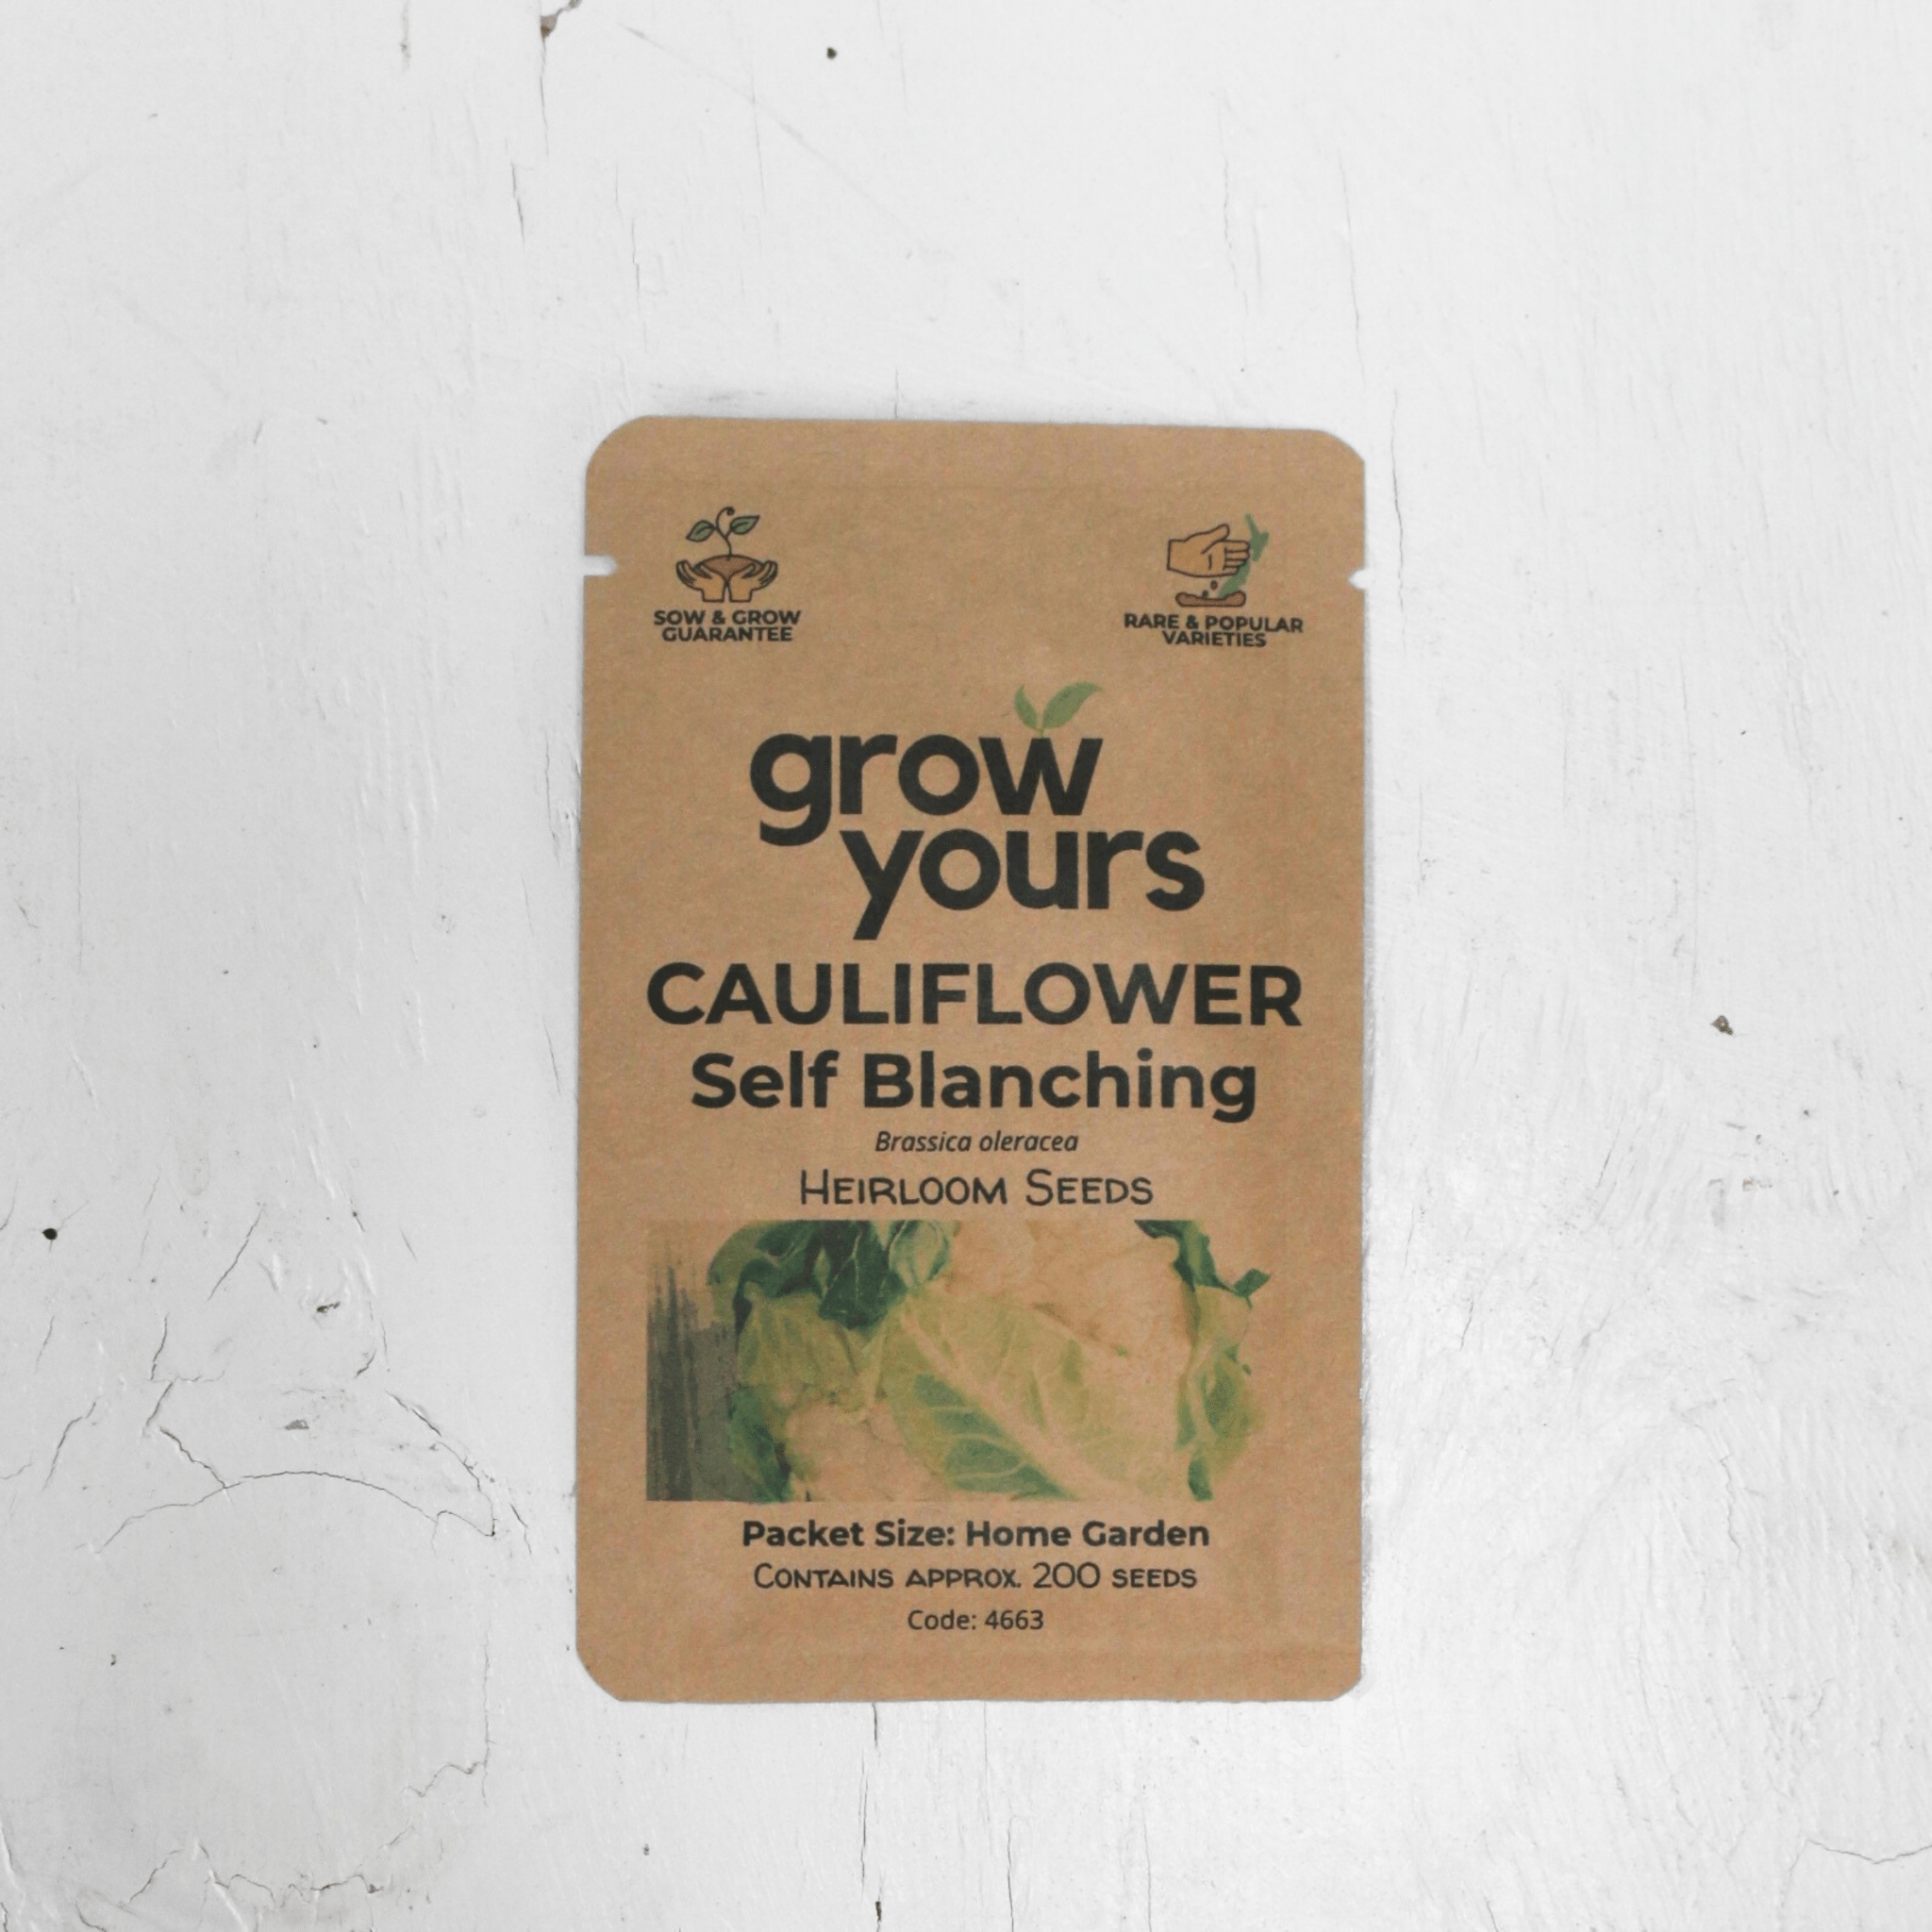 SOW & GROW
GUARANTEE
RARE & POPULAR
VARIETIES
grow
yours
CAULIFLOWER
Self Blanching
Brassica oleracea
HEIRLOOM SEEDS
Packet Size: Home Garden
CONTAINS APPROX. 200 SEEDS
Code: 4663